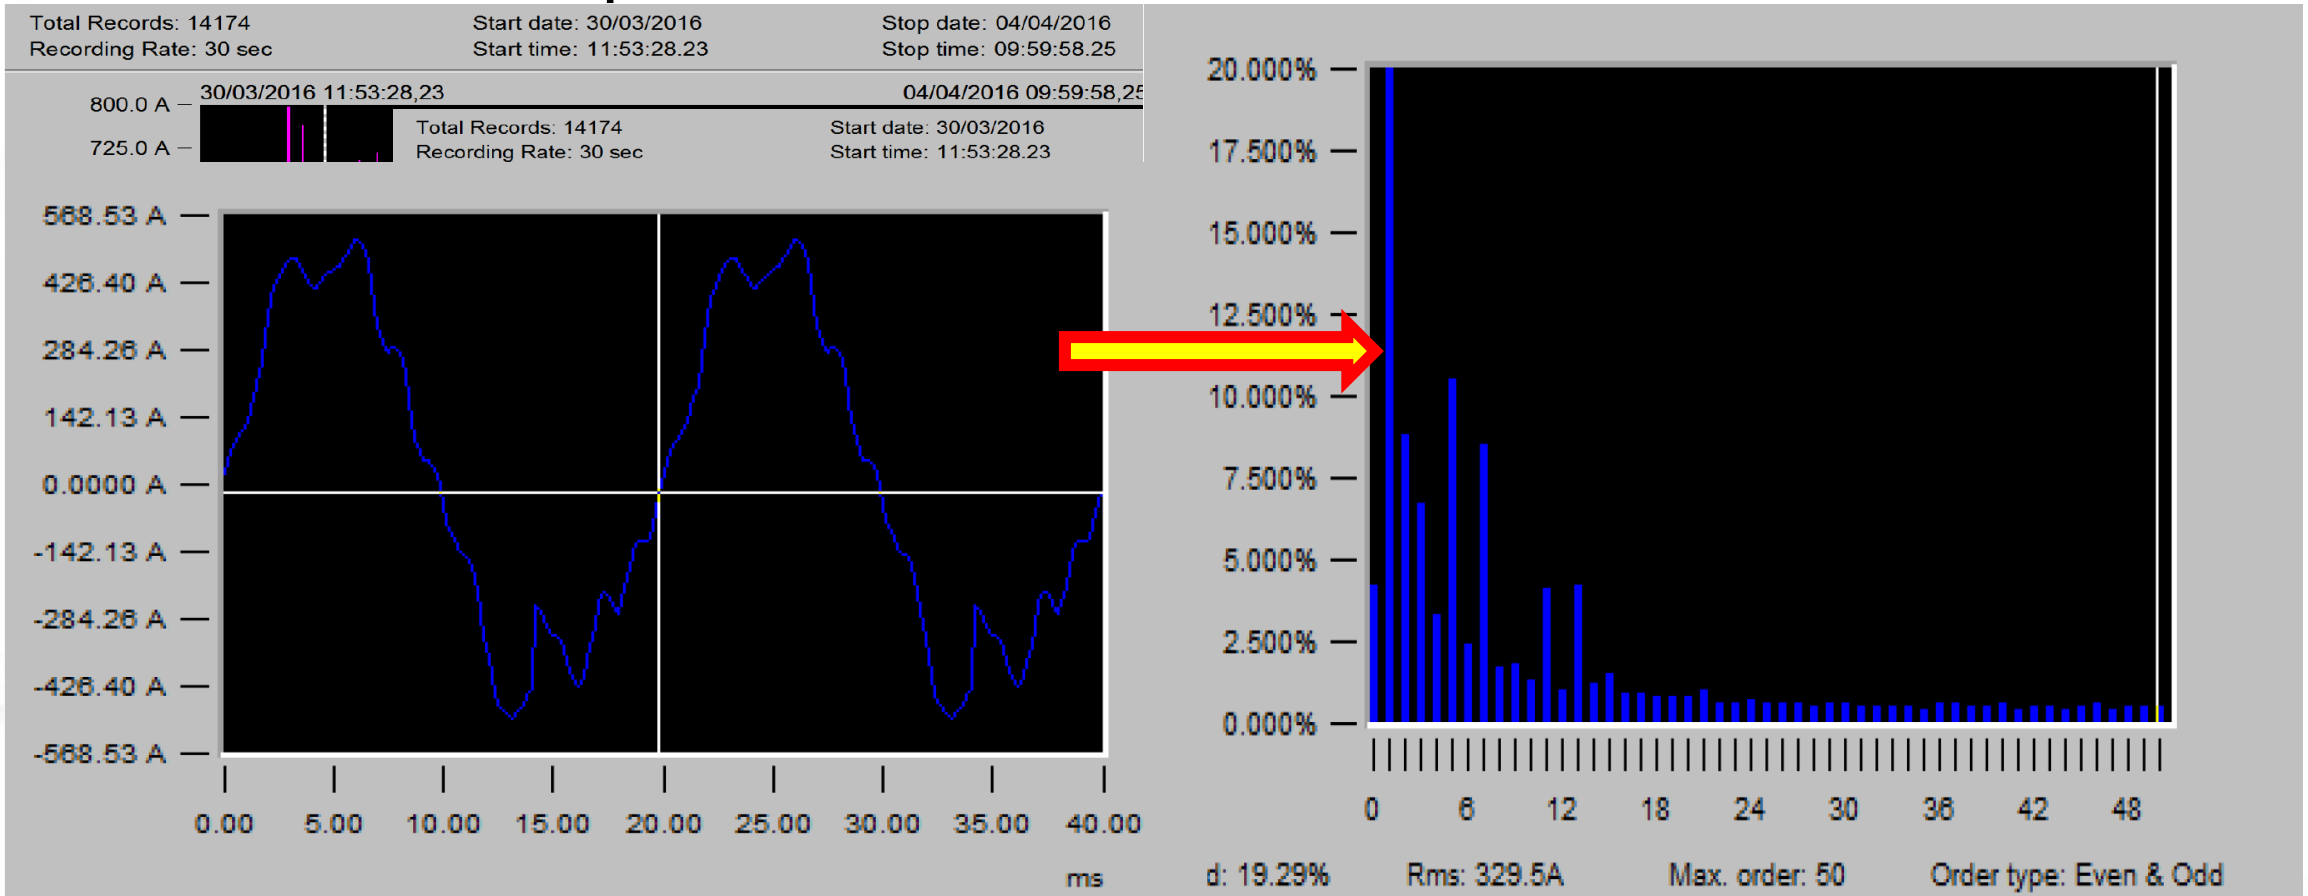 Total Records: 14174 Start date: 30/03/2016 Stop date: 04/04/2016
Recording Rate: 30 sec Start time: 11:53:28.23 Stop time: 09:59:58.25
30/03/2016 11:53:28,23 04/04/2016 09:59:58,25
800.0 A
725.0 A
Total Records: 14174 Start date: 30/03/2016
Recording Rate: 30 sec Start time: 11:53:28.23
568.53 A
426.40 A
284.26 A
142.13 A
0.0000 A
-142.13 A
-284.26 A
-426.40 A
-568.53 A
0.00 5.00 10.00 15.00 20.00 25.00 30.00 35.00 40.00
ms
20.000%
17.500%
15.000%
12.500%
10.000%
7.500%
5.000%
2.500%
0.000%
0 6 12 18 24 30 36 42 48
d: 19.29% Rms: 329.5A Max. order: 50 Order type: Even & Odd